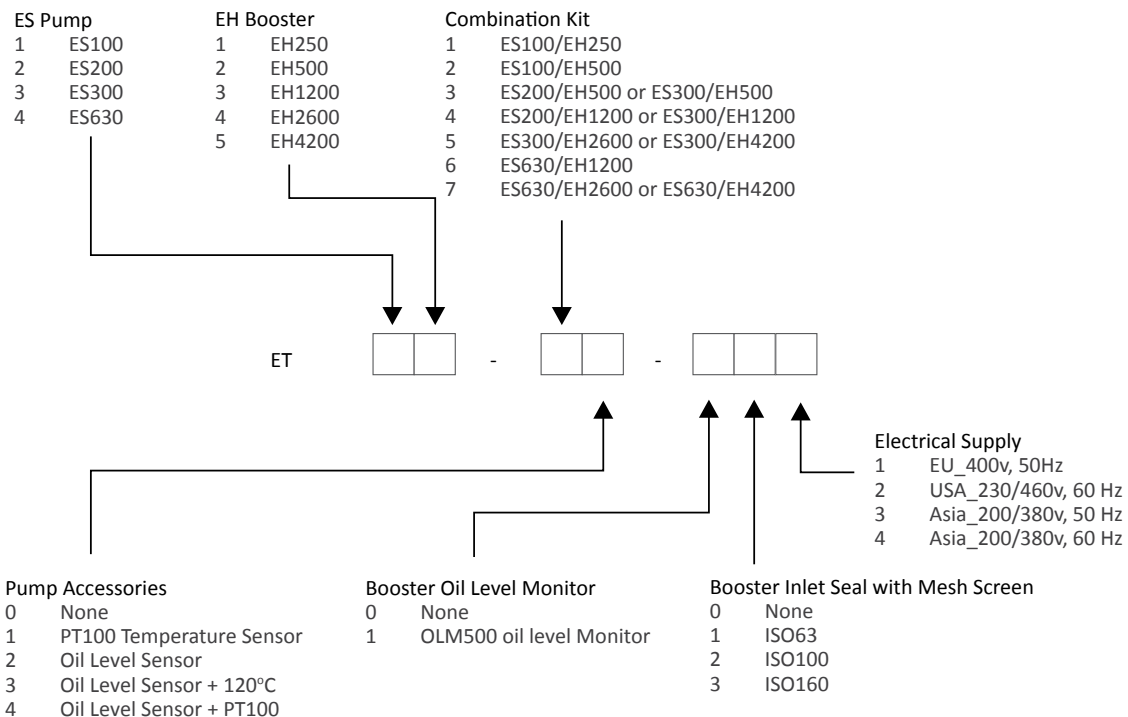 ES Pump
1 ES100
2 ES200
3 ES300
4 ES630
EH Booster
1 EH250
2 EH500
3 EH1200
4 EH2600
5 EH4200
Combination Kit
1 ES100/EH250
2 ES100/EH500
3 ES200/EH500 or ES300/EH500
4 ES200/EH1200 or ES300/EH1200
5 ES300/EH2600 or ES300/EH4200
6 ES630/EH1200
7 ES630/EH2600 or ES630/EH4200
ET - -
Electrical Supply
1 EU_400v, 50Hz
2 USA_230/460v, 60 Hz
3 Asia_200/380v, 50 Hz
4 Asia_200/380v, 60 Hz
Pump Accessories
0 None
1 PT100 Temperature Sensor
2 Oil Level Sensor
3 Oil Level Sensor + 120°C
4 Oil Level Sensor + PT100
Booster Oil Level Monitor
0 None
1 OLM500 oil level Monitor
Booster Inlet Seal with Mesh Screen
0 None
1 ISO63
2 ISO100
3 ISO160